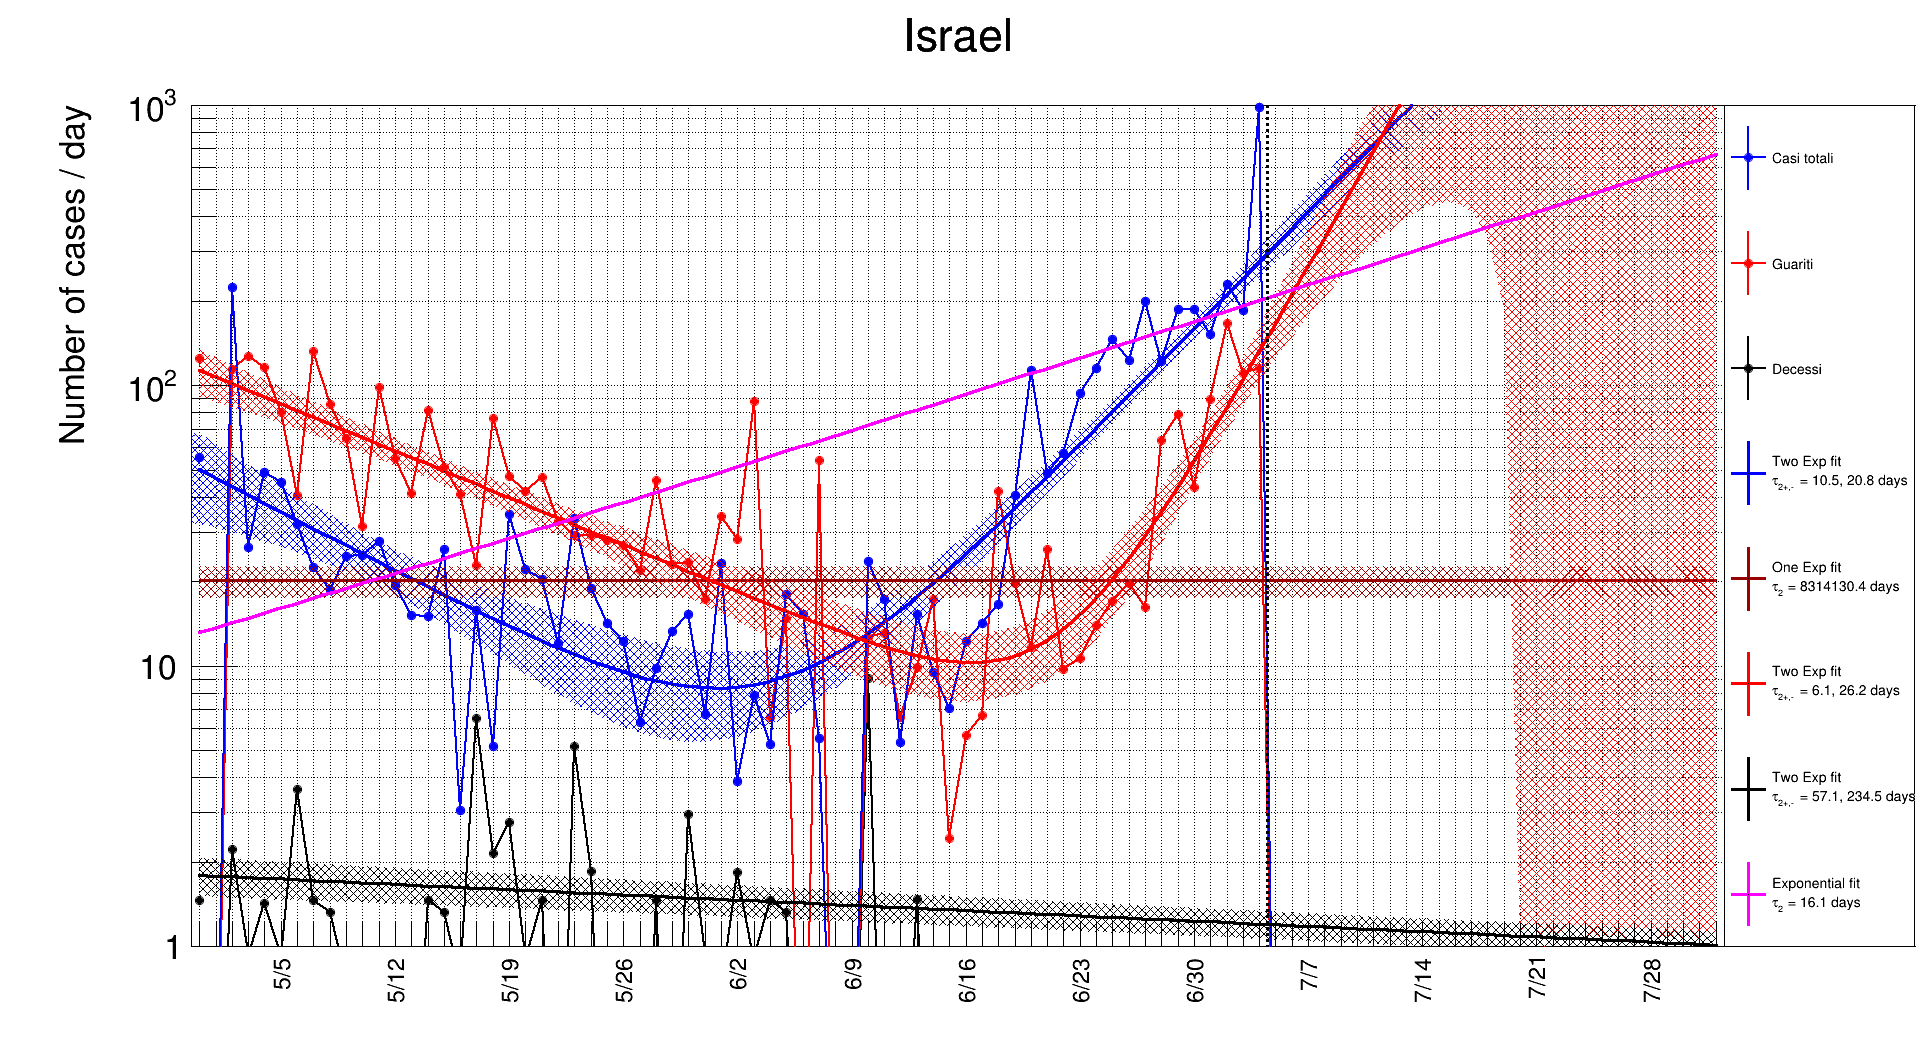 Israel
Number of cases / day
10³
10²
10
1
5/5
5/12
5/19
5/26
6/2
6/9
6/16
6/23
6/30
7/7
7/14
7/21
7/28
Casi totali
Guariti
Decessi
Two Exp fit
τ₂₊,₋ = 10.5, 20.8 days
One Exp fit
τ₂ = 8314130.4 days
Two Exp fit
τ₂₊,₋ = 6.1, 26.2 days
Two Exp fit
τ₂₊,₋ = 57.1, 234.5 days
Exponential fit
τ₂ = 16.1 days